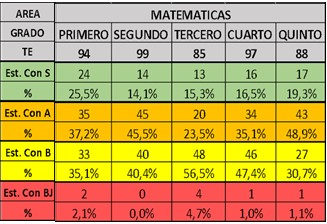 AREA MATEMATICAS
GRADO PRIMERO SEGUNDO TERCERO CUARTO QUINTO
TE 94 99 85 97 88
Est. Con S 24 14 13 16 17
% 25,5% 14,1% 15,3% 16,5% 19,3%
Est. Con A 35 45 20 34 43
% 37,2% 45,5% 23,5% 35,1% 48,9%
Est. Con B 33 40 48 46 27
% 35,1% 40,4% 56,5% 47,4% 30,7%
Est. Con BJ 2 0 4 1 1
% 2,1% 0,0% 4,7% 1,0% 1,1%